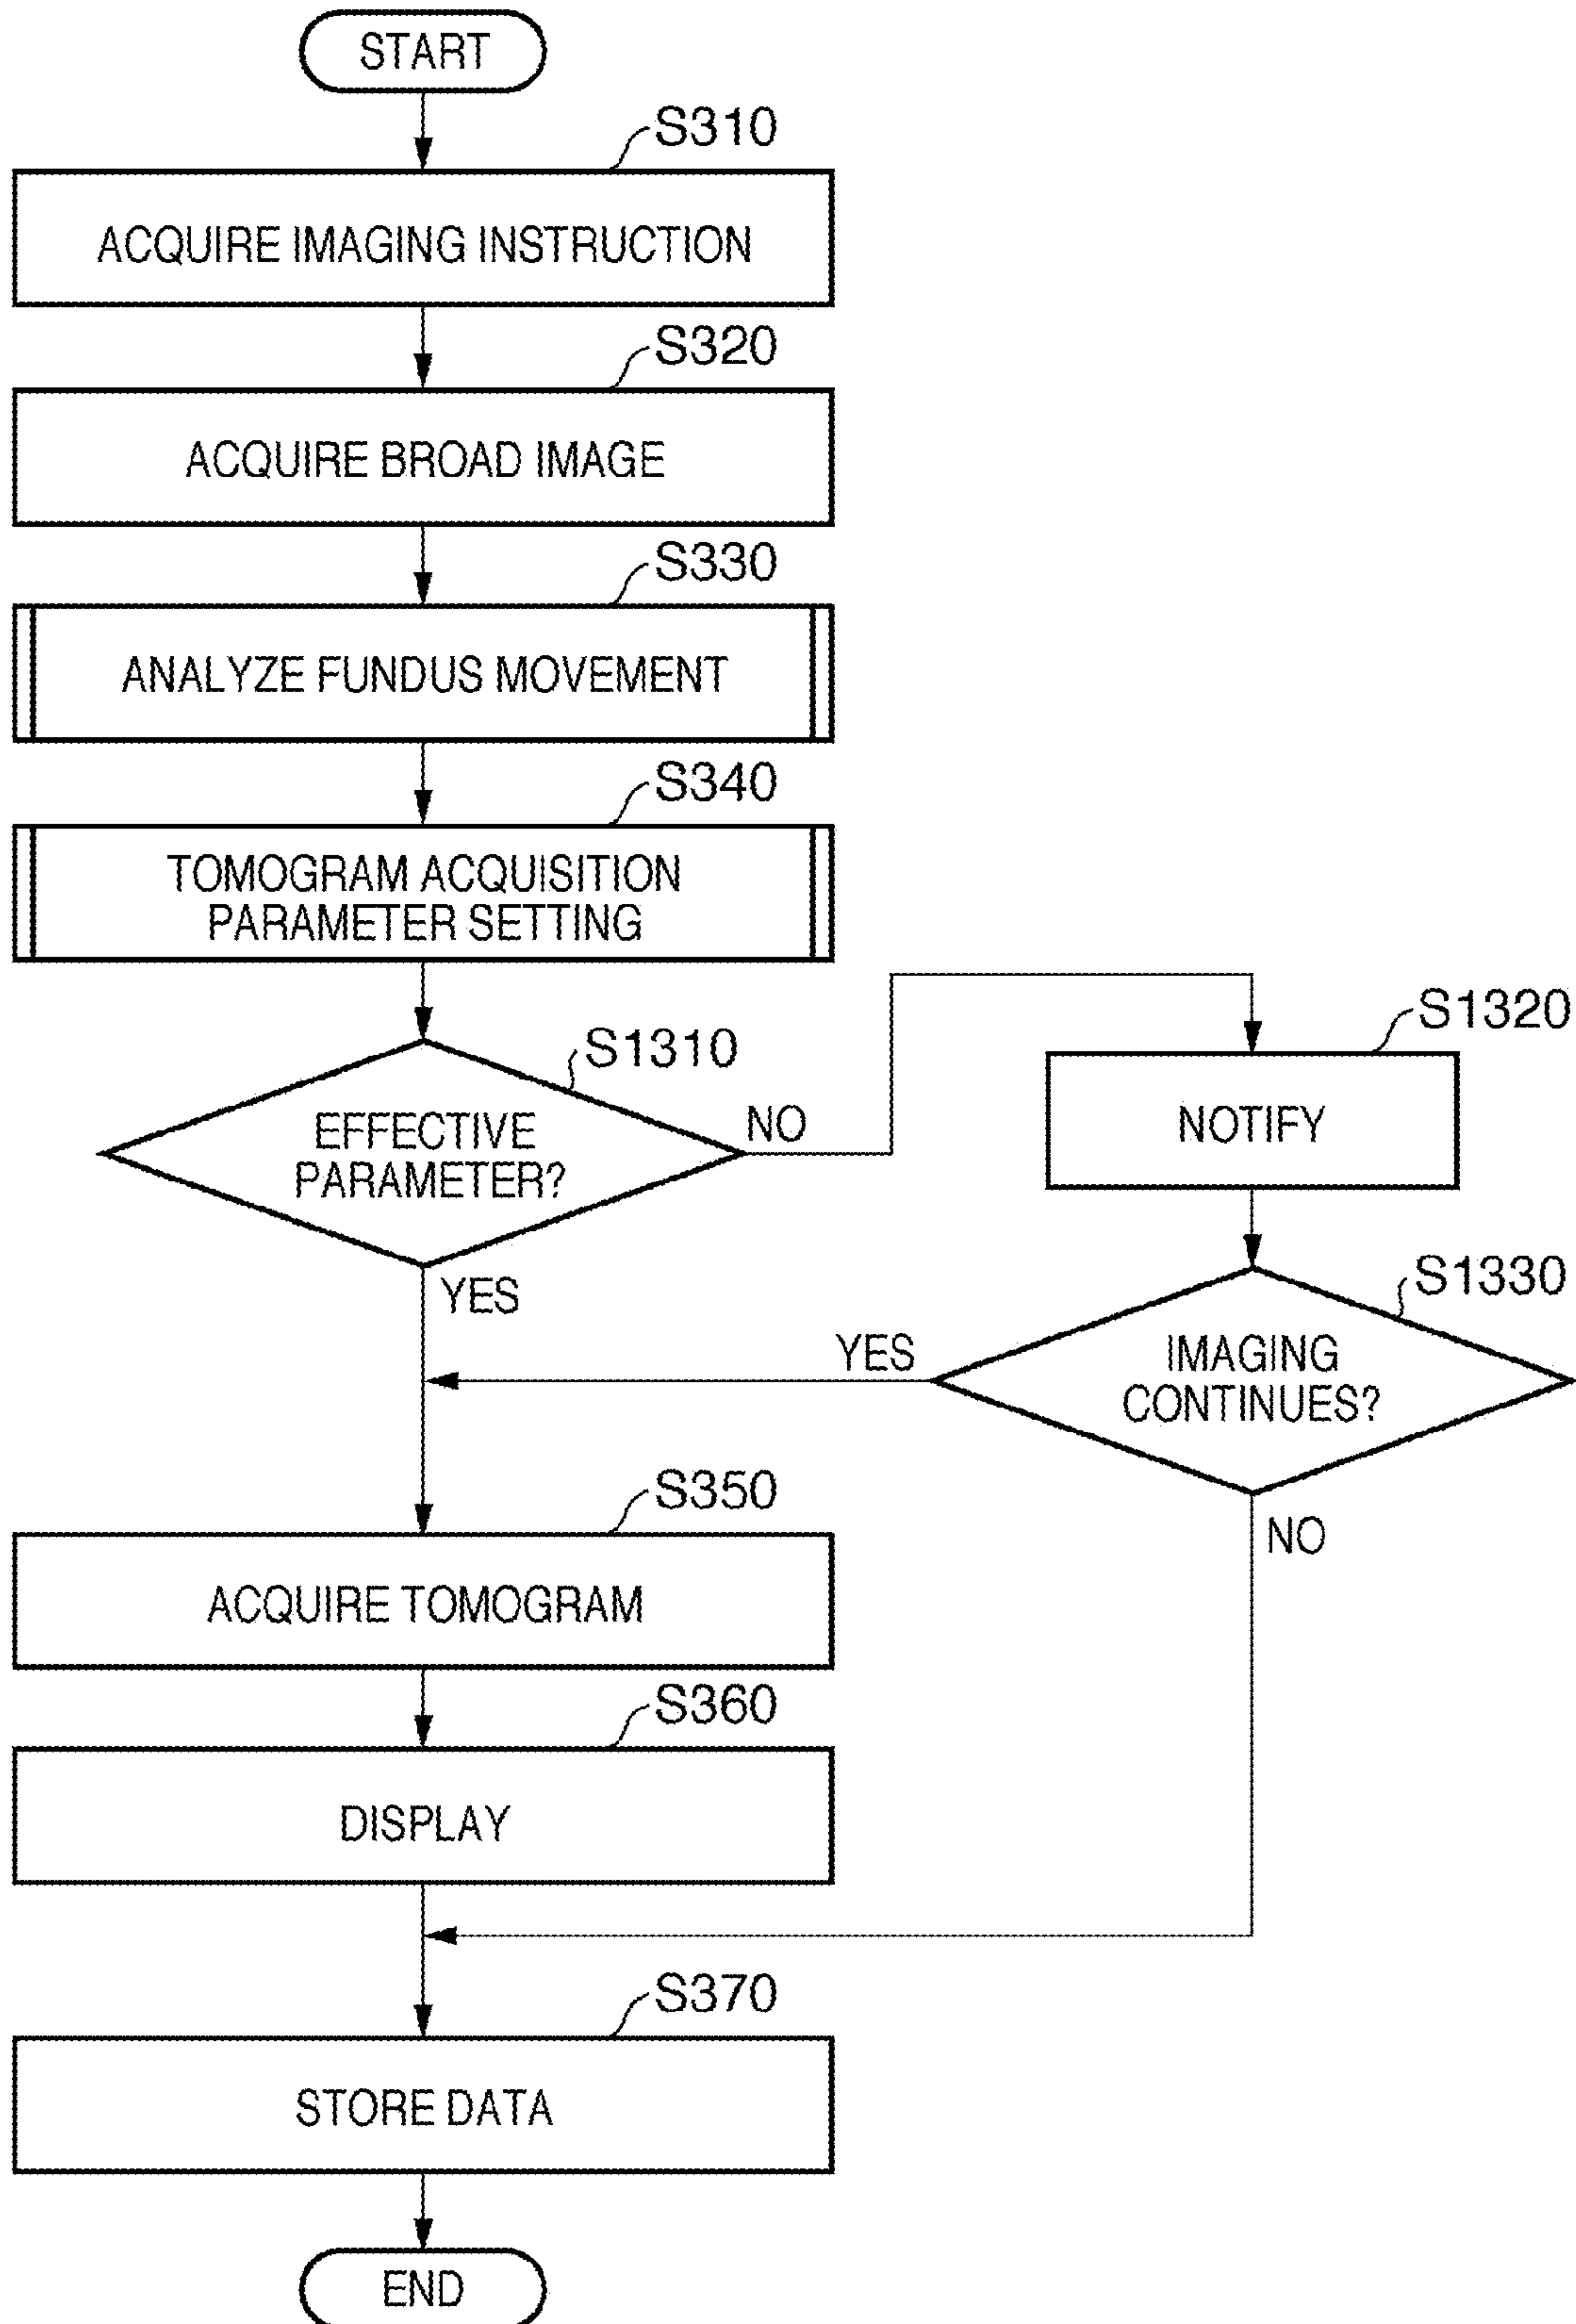 START
S310
ACQUIRE IMAGING INSTRUCTION
S320
ACQUIRE BROAD IMAGE
S330
ANALYZE FUNDUS MOVEMENT
S340
TOMOGRAM ACQUISITION
PARAMETER SETTING
S1310
EFFECTIVE
PARAMETER?
NO
YES
S1320
NOTIFY
S1330
IMAGING
CONTINUES?
YES
NO
S350
ACQUIRE TOMOGRAM
S360
DISPLAY
S370
STORE DATA
END